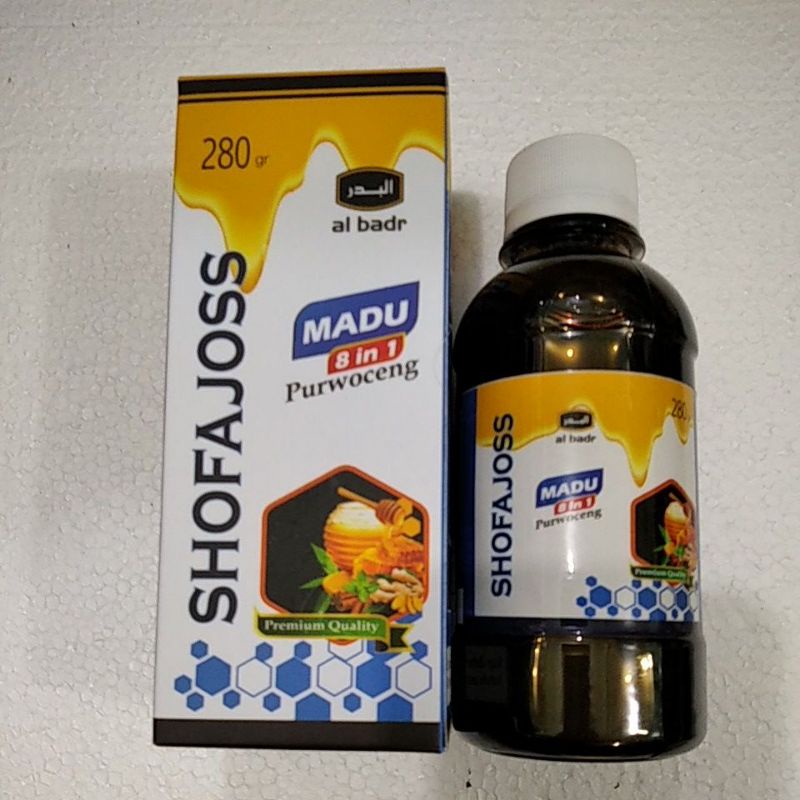 280 gr
البدر
al badr
SHOFAJOSS
MADU
8 in 1
Purwoceng
Premium Quality
280
البدر
al badr
SHOFAJOSS
MADU
8 in 1
Purwoceng
Premium Quality